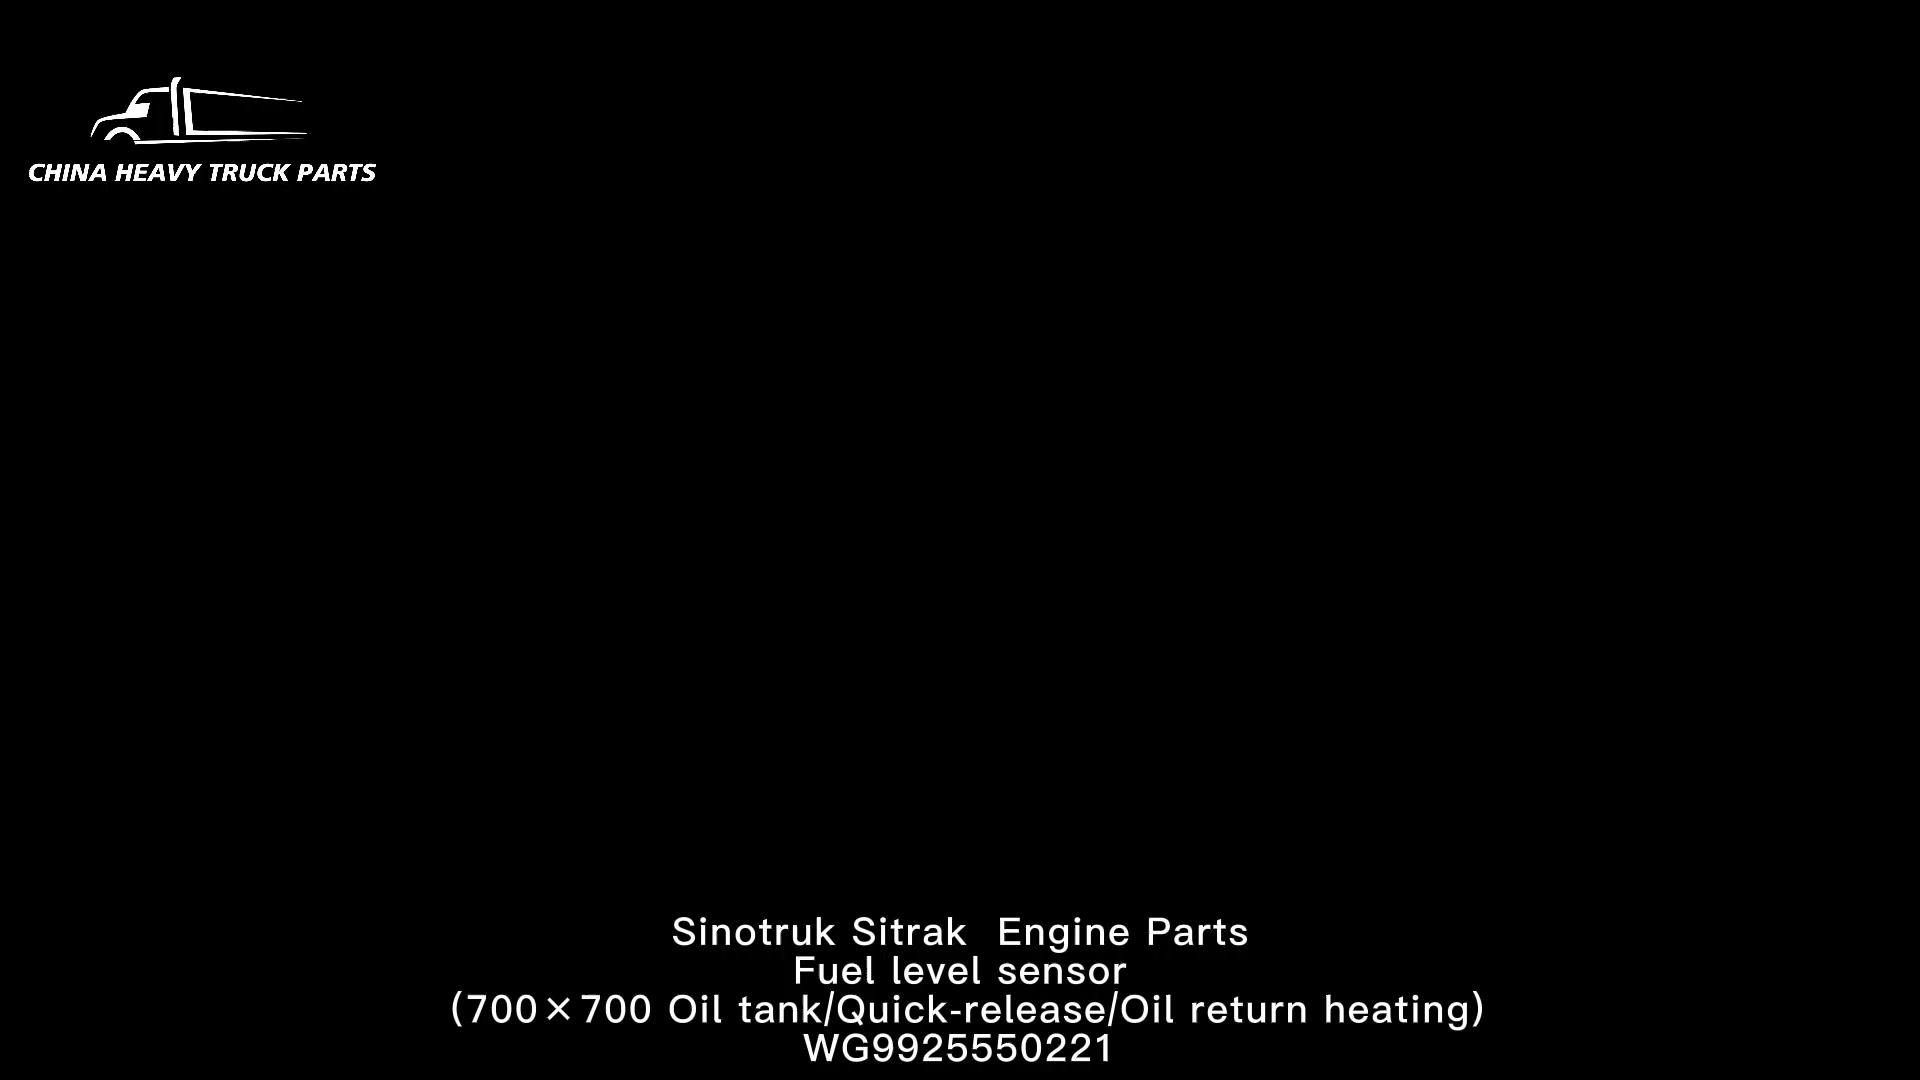 CHINA HEAVY TRUCK PARTS
Sinotruk Sitrak  Engine Parts
Fuel level sensor
(700×700 Oil tank/Quick-release/Oil return heating)
WG9925550221